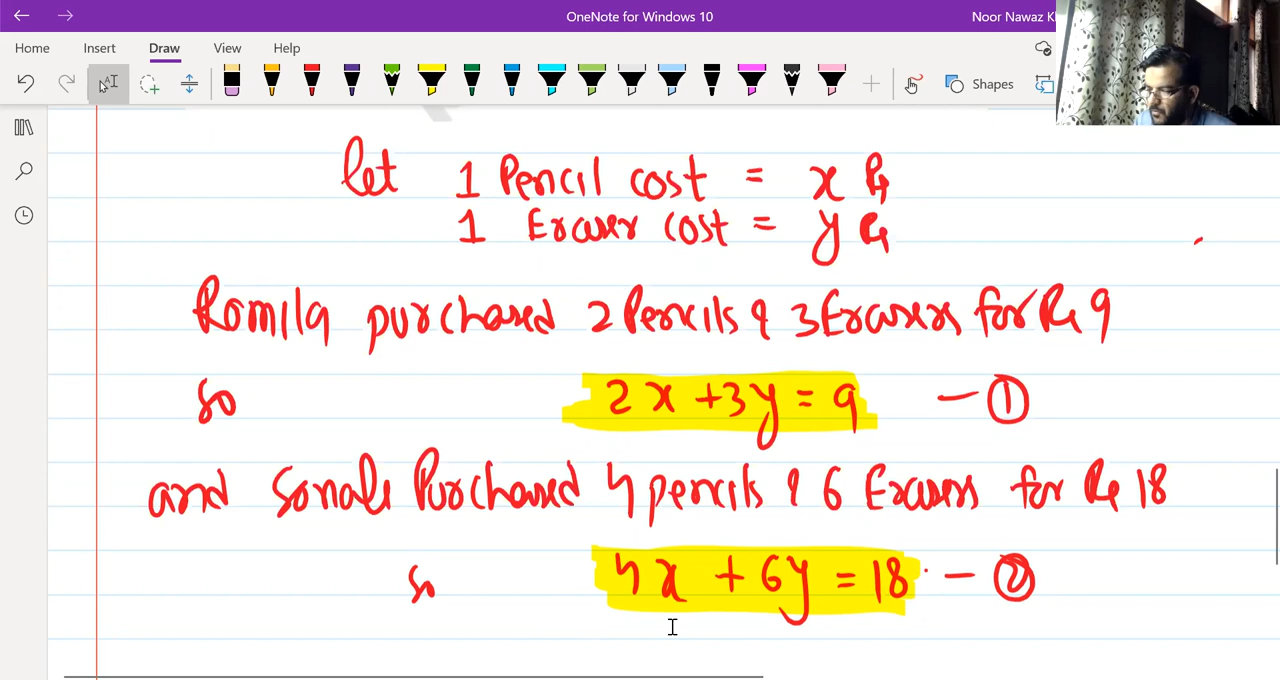 OneNote for Windows 10
Noor Nawaz
Home Insert Draw View Help
Shapes
let 1 Pencil cost = x Rs
1 Eraser cost = y Rs
Romila purchased 2 Pencils & 3 Erasers for Rs 9
so 2x + 3y = 9 — ①
and Sonali Purchased 4 pencils & 6 Erasers for Rs 18
so 4x + 6y = 18 — ②